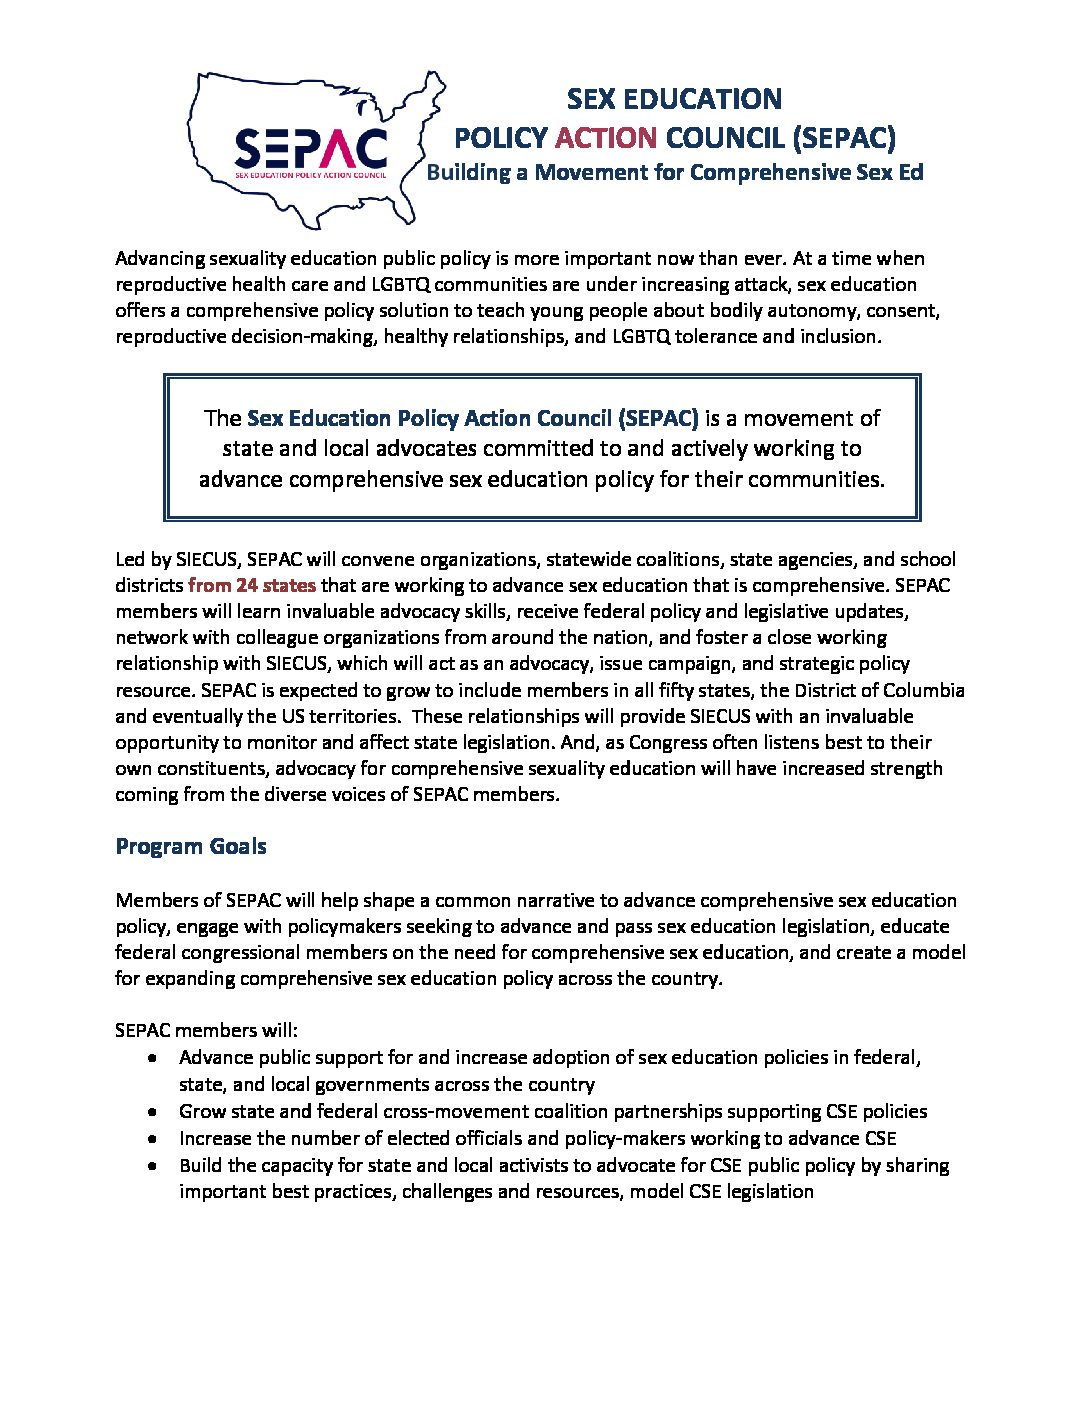 SEPAC
SEX EDUCATION POLICY ACTION COUNCIL
SEX EDUCATION
POLICY ACTION COUNCIL (SEPAC)
Building a Movement for Comprehensive Sex Ed
Advancing sexuality education public policy is more important now than ever. At a time when
reproductive health care and LGBTQ communities are under increasing attack, sex education
offers a comprehensive policy solution to teach young people about bodily autonomy, consent,
reproductive decision-making, healthy relationships, and LGBTQ tolerance and inclusion.
The Sex Education Policy Action Council (SEPAC) is a movement of
state and local advocates committed to and actively working to
advance comprehensive sex education policy for their communities.
Led by SIECUS, SEPAC will convene organizations, statewide coalitions, state agencies, and school
districts from 24 states that are working to advance sex education that is comprehensive. SEPAC
members will learn invaluable advocacy skills, receive federal policy and legislative updates,
network with colleague organizations from around the nation, and foster a close working
relationship with SIECUS, which will act as an advocacy, issue campaign, and strategic policy
resource. SEPAC is expected to grow to include members in all fifty states, the District of Columbia
and eventually the US territories.  These relationships will provide SIECUS with an invaluable
opportunity to monitor and affect state legislation. And, as Congress often listens best to their
own constituents, advocacy for comprehensive sexuality education will have increased strength
coming from the diverse voices of SEPAC members.
Program Goals
Members of SEPAC will help shape a common narrative to advance comprehensive sex education
policy, engage with policymakers seeking to advance and pass sex education legislation, educate
federal congressional members on the need for comprehensive sex education, and create a model
for expanding comprehensive sex education policy across the country.
SEPAC members will:
• Advance public support for and increase adoption of sex education policies in federal,
state, and local governments across the country
• Grow state and federal cross-movement coalition partnerships supporting CSE policies
• Increase the number of elected officials and policy-makers working to advance CSE
• Build the capacity for state and local activists to advocate for CSE public policy by sharing
important best practices, challenges and resources, model CSE legislation